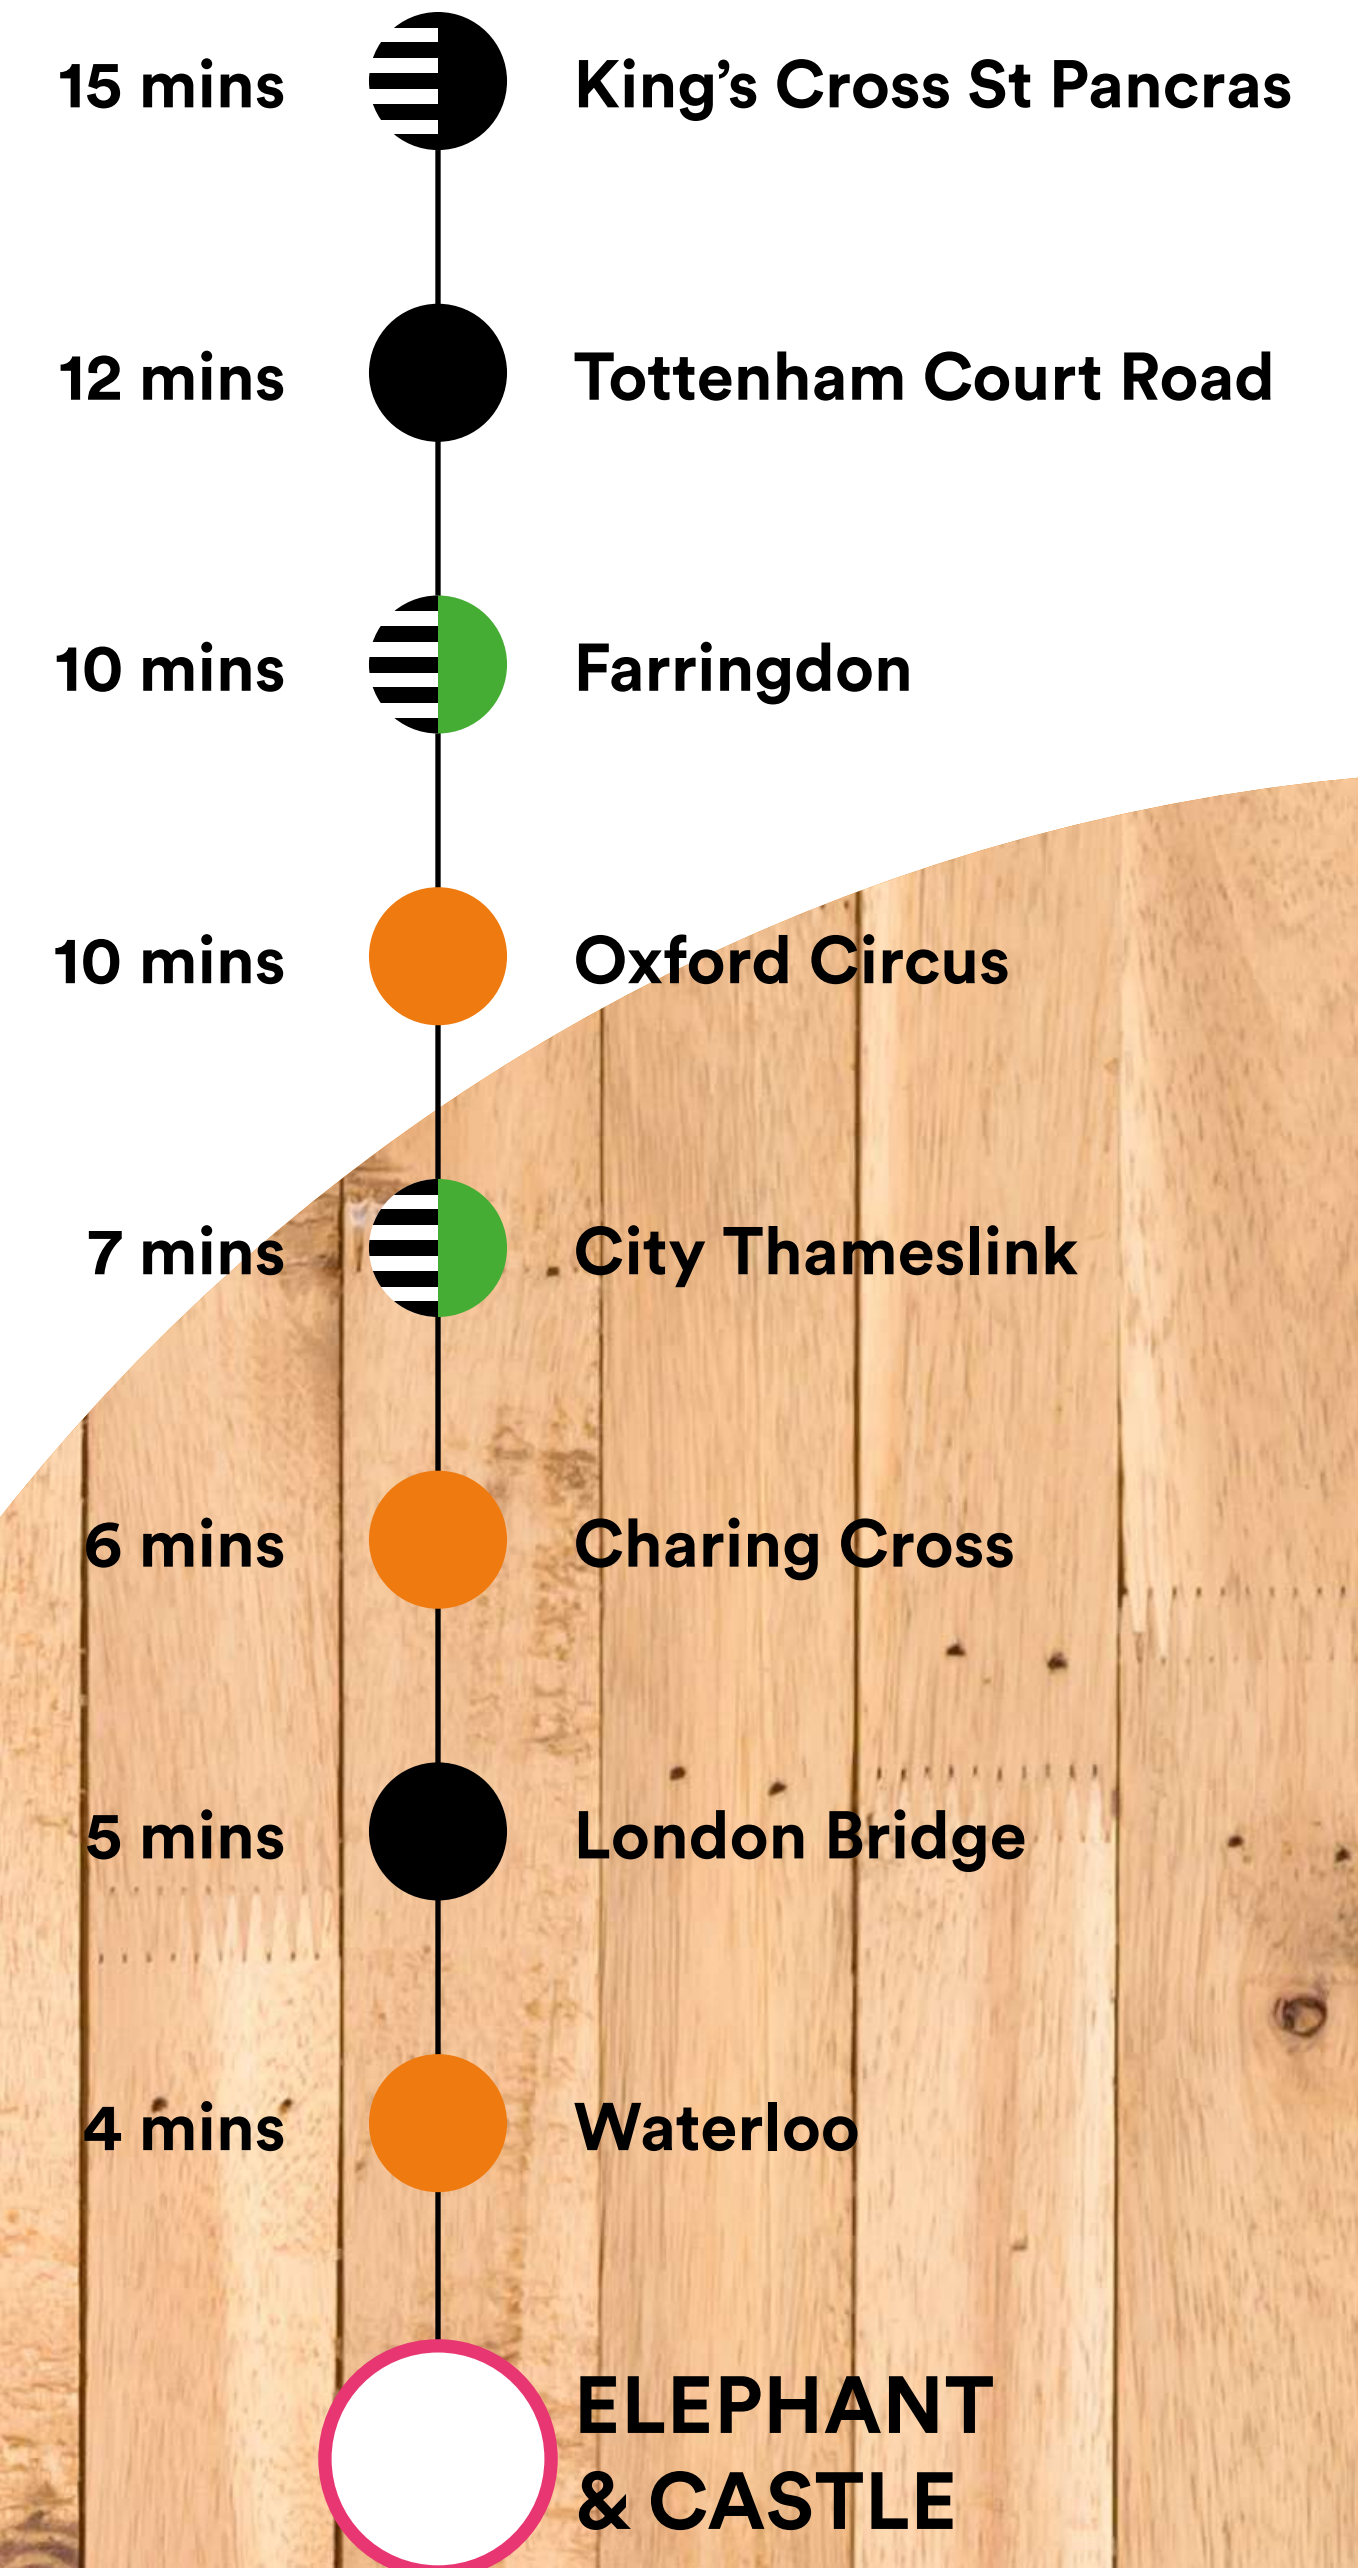 15 mins King’s Cross St Pancras
12 mins Tottenham Court Road
10 mins Farringdon
10 mins Oxford Circus
7 mins City Thameslink
6 mins Charing Cross
5 mins London Bridge
4 mins Waterloo
ELEPHANT
& CASTLE